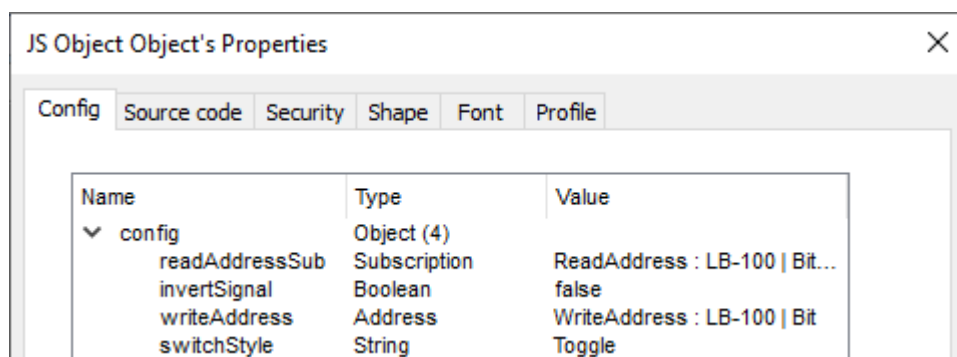 JS Object Object's Properties
Config Source code Security Shape Font Profile
Name Type Value
config Object (4)
readAddressSub Subscription ReadAddress : LB-100 | Bit...
invertSignal Boolean false
writeAddress Address WriteAddress : LB-100 | Bit
switchStyle String Toggle